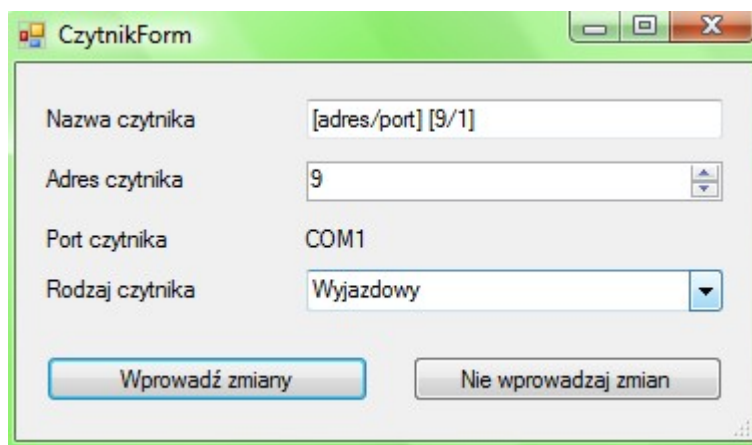 CzytnikForm
Nazwa czytnika [adres/port] [9/1]
Adres czytnika 9
Port czytnika COM1
Rodzaj czytnika Wyjazdowy
Wprowadź zmiany Nie wprowadzaj zmian